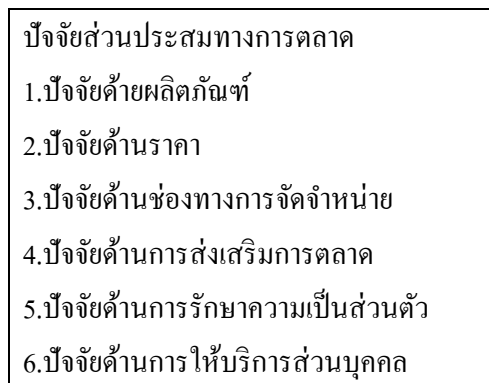 ปัจจัยส่วนประสมทางการตลาด
1.ปัจจัยด้ายผลิตภัณฑ์
2.ปัจจัยด้านราคา
3.ปัจจัยด้านช่องทางการจัดจำหน่าย
4.ปัจจัยด้านการส่งเสริมการตลาด
5.ปัจจัยด้านการรักษาความเป็นส่วนตัว
6.ปัจจัยด้านการให้บริการส่วนบุคคล